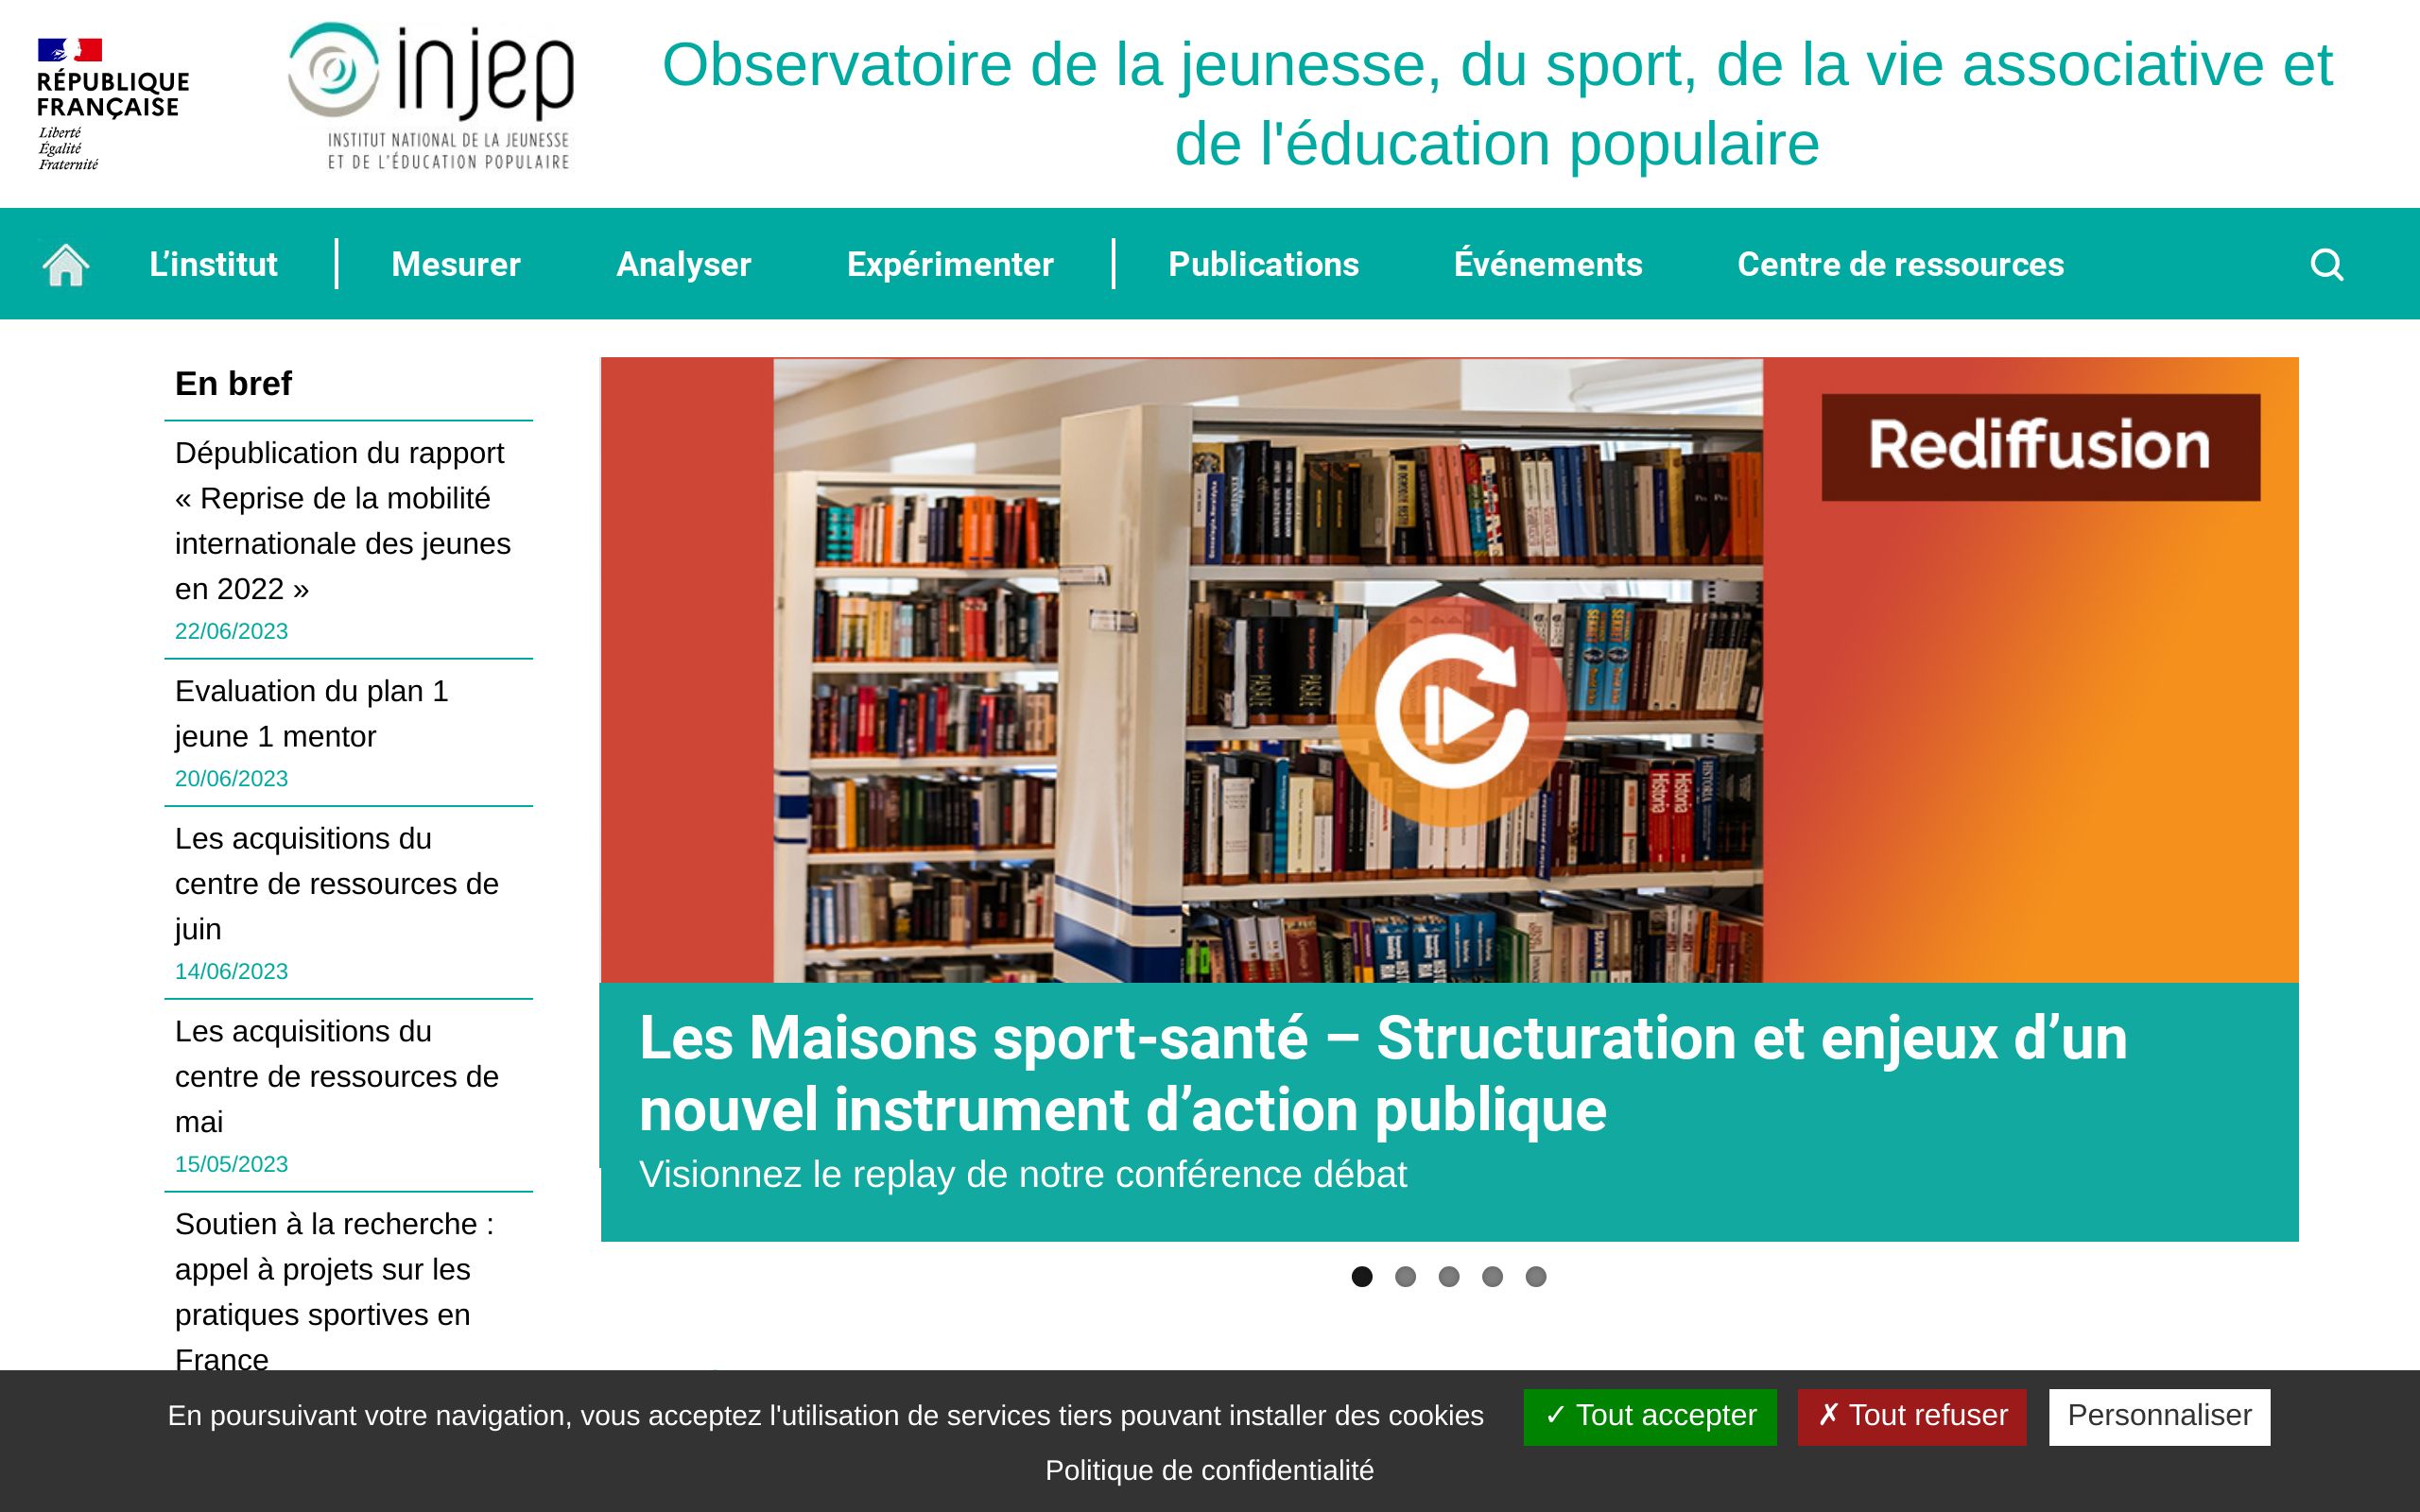 RÉPUBLIQUE
FRANÇAISE
Liberté
Égalité
Fraternité
injep
INSTITUT NATIONAL DE LA JEUNESSE
ET DE L'ÉDUCATION POPULAIRE
Observatoire de la jeunesse, du sport, de la vie associative et
de l'éducation populaire
L’institut
Mesurer
Analyser
Expérimenter
Publications
Événements
Centre de ressources
En bref
Dépublication du rapport
« Reprise de la mobilité
internationale des jeunes
en 2022 »
22/06/2023
Evaluation du plan 1
jeune 1 mentor
20/06/2023
Les acquisitions du
centre de ressources de
juin
14/06/2023
Les acquisitions du
centre de ressources de
mai
15/05/2023
Soutien à la recherche :
appel à projets sur les
pratiques sportives en
France
Rediffusion
Historia
Historia
Les Maisons sport-santé – Structuration et enjeux d’un
nouvel instrument d’action publique
Visionnez le replay de notre conférence débat
En poursuivant votre navigation, vous acceptez l'utilisation de services tiers pouvant installer des cookies
✓ Tout accepter
✗ Tout refuser
Personnaliser
Politique de confidentialité